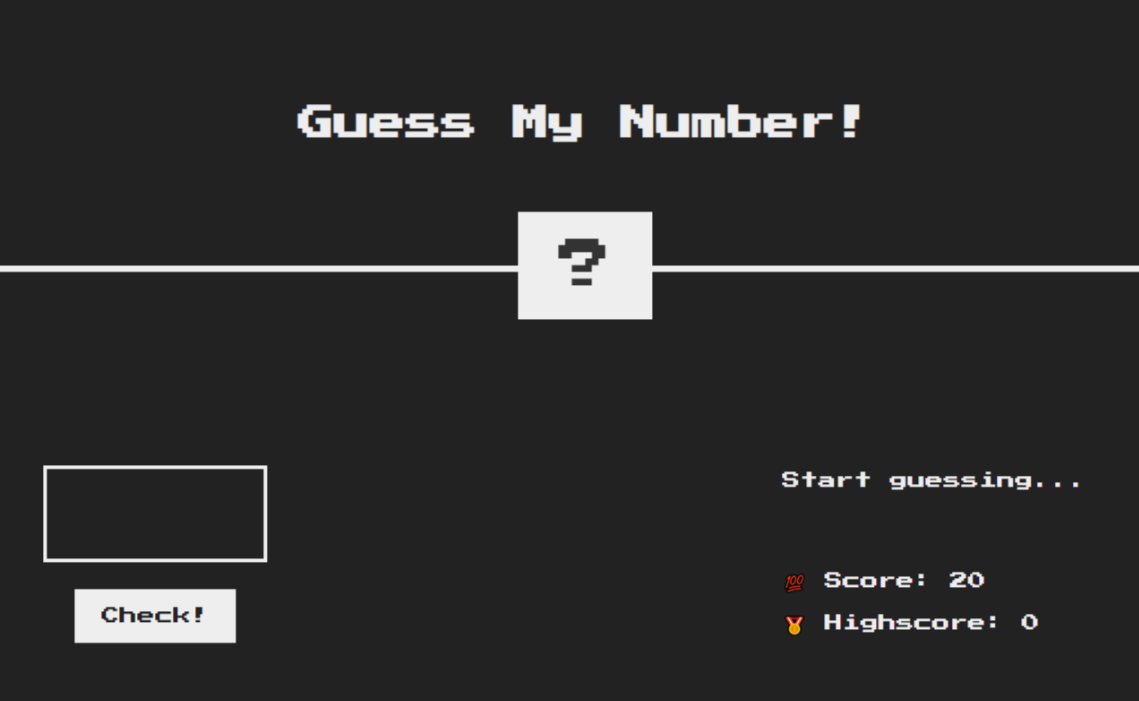 Guess My Number!
?
Start guessing...
Check!
💯 Score: 20
🥇 Highscore: 0